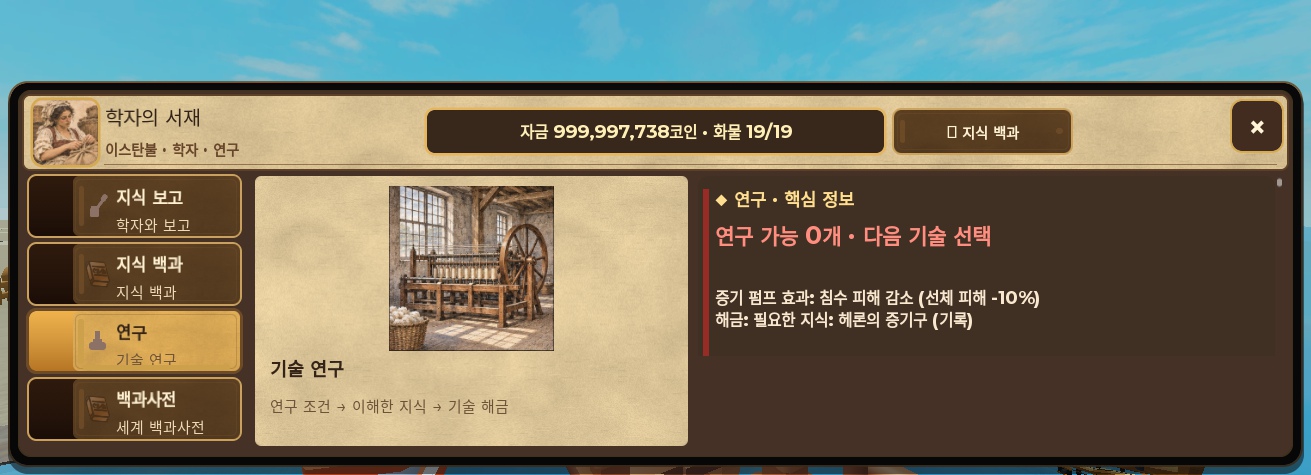 학자의 서재
이스탄불 · 학자 · 연구
자금 999,997,738코인 · 화물 19/19
지식 백과
×
지식 보고
학자와 보고
지식 백과
지식 백과
연구
기술 연구
백과사전
세계 백과사전
기술 연구
연구 조건 → 이해한 지식 → 기술 해금
◆ 연구 · 핵심 정보
연구 가능 0개 · 다음 기술 선택
증기 펌프 효과: 침수 피해 감소 (선체 피해 -10%)
해금: 필요한 지식: 헤론의 증기구 (기록)